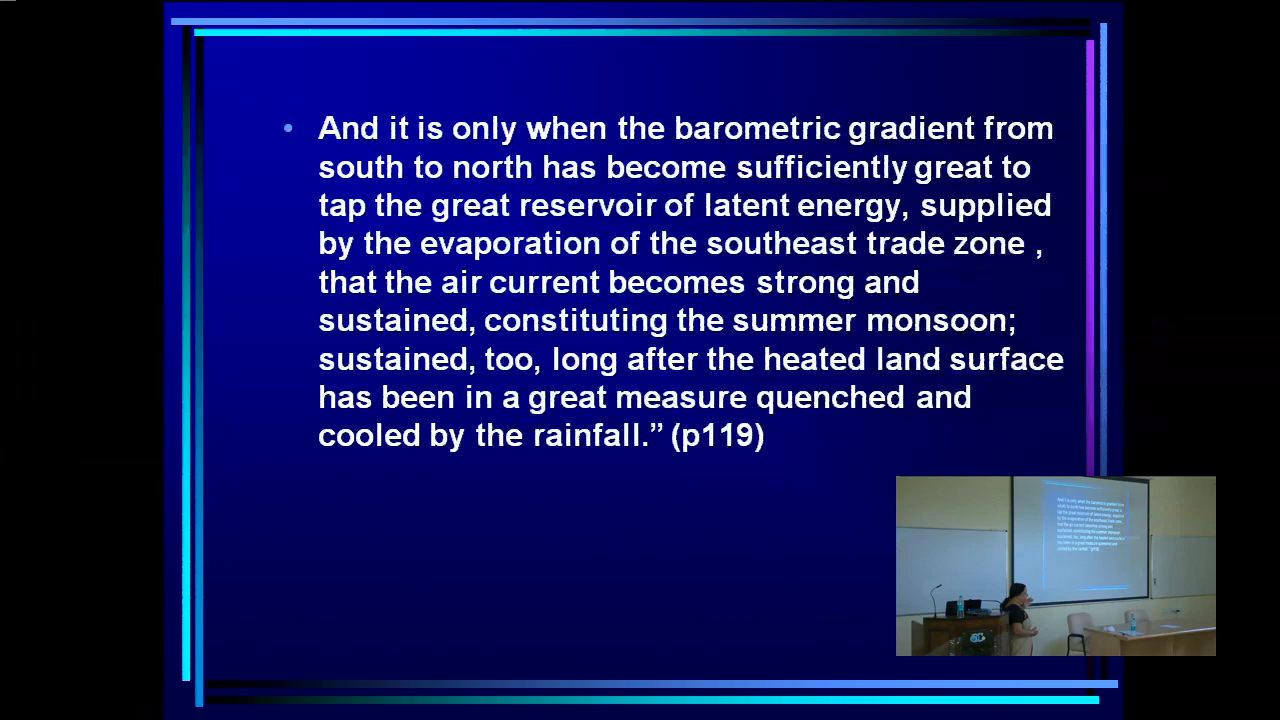 • And it is only when the barometric gradient from
south to north has become sufficiently great to
tap the great reservoir of latent energy, supplied
by the evaporation of the southeast trade zone ,
that the air current becomes strong and
sustained, constituting the summer monsoon;
sustained, too, long after the heated land surface
has been in a great measure quenched and
cooled by the rainfall.” (p119)